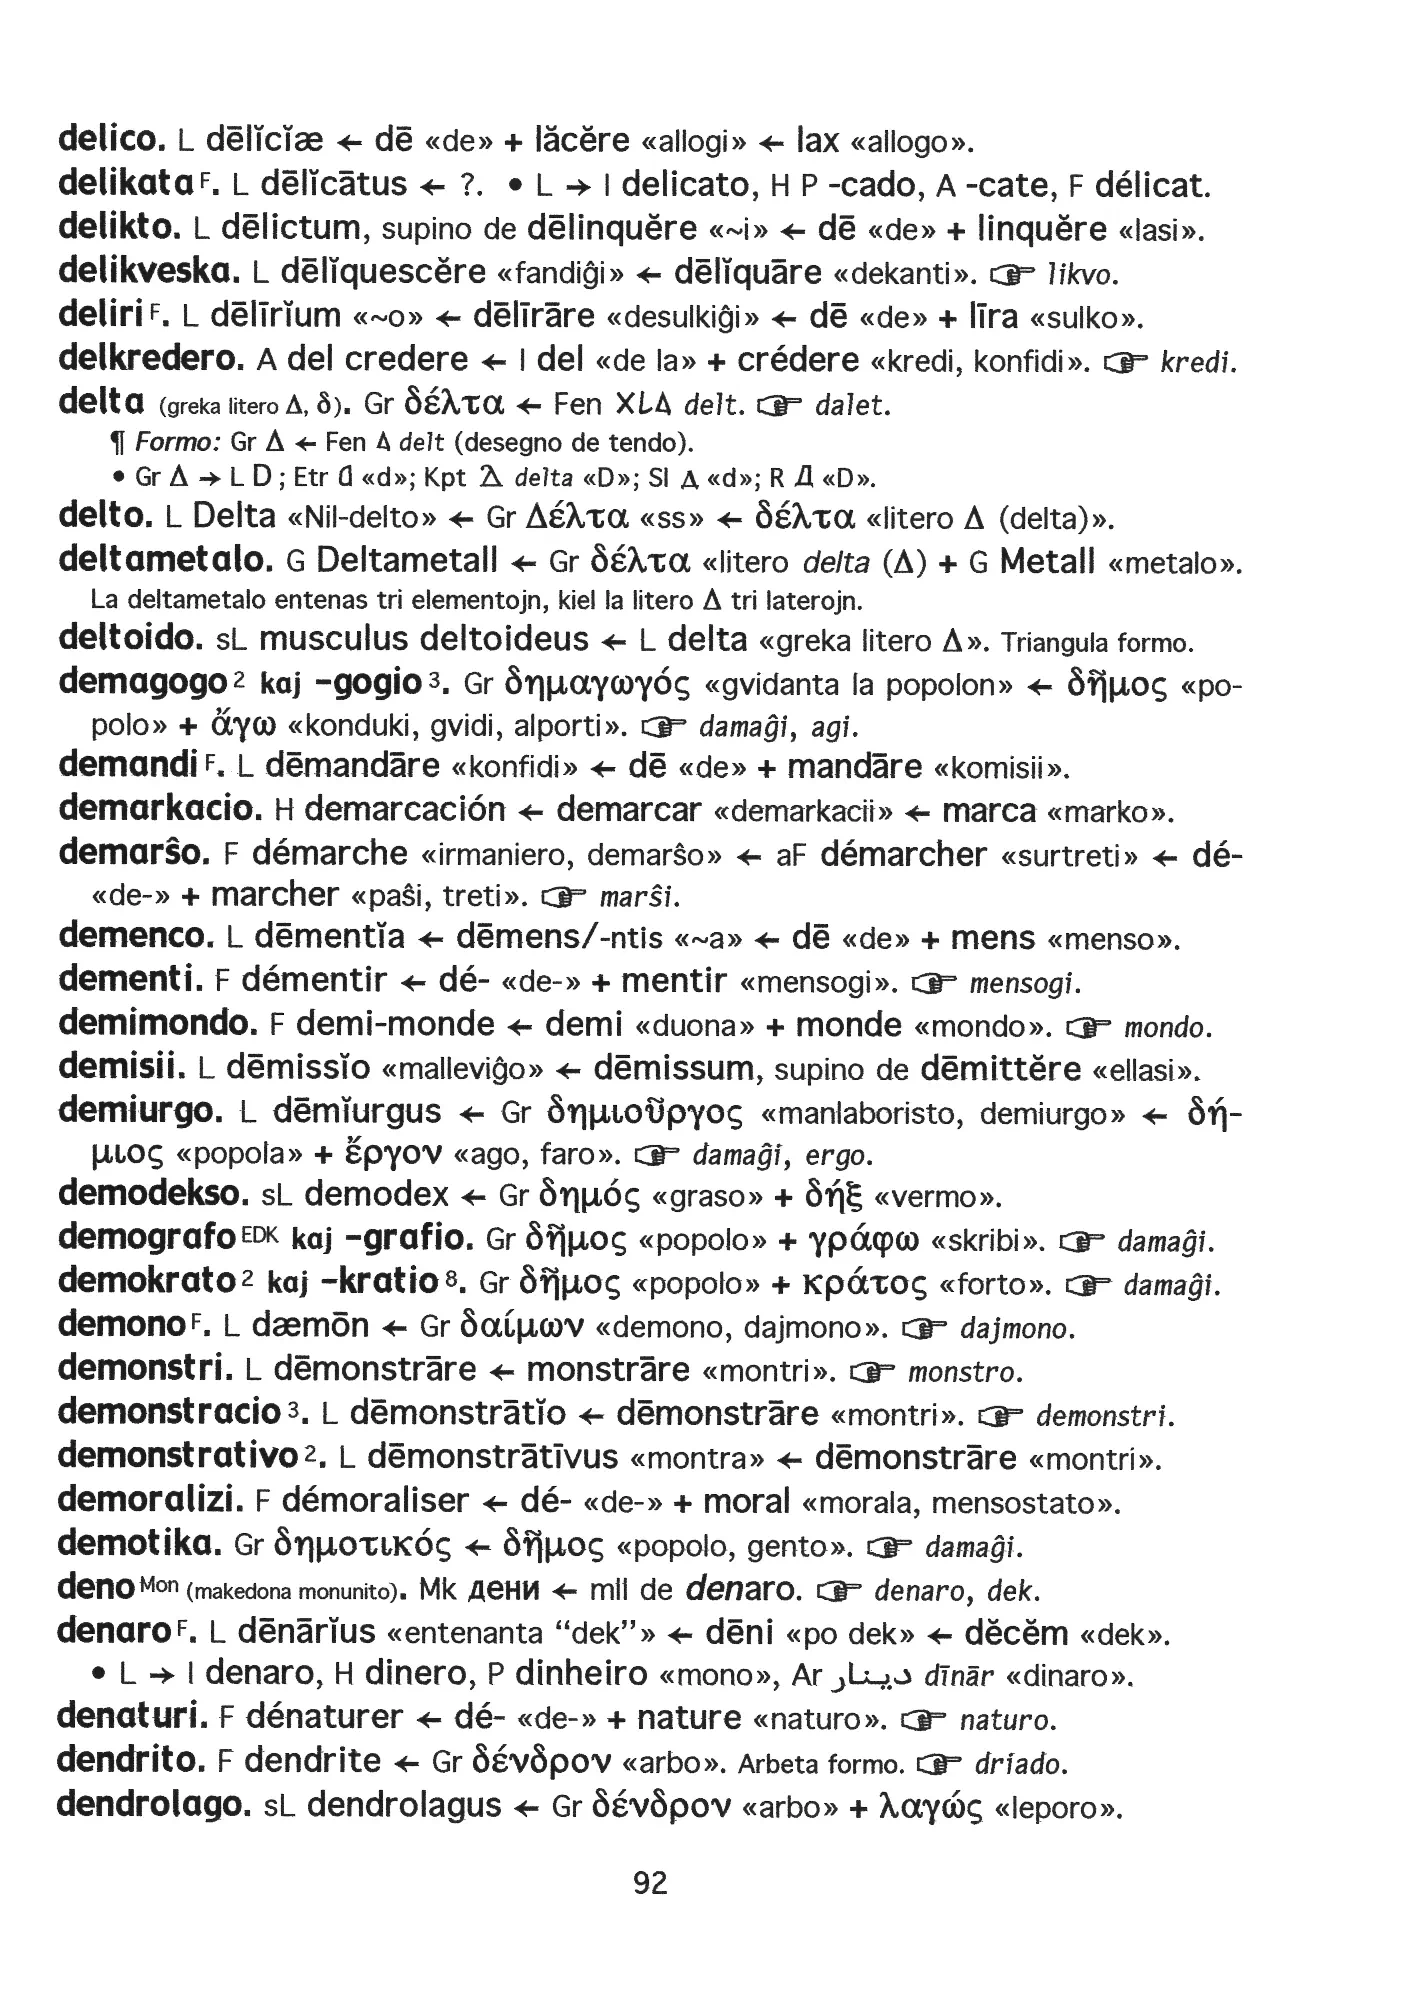 delico. L dēlĭcĭæ ← dē «de» + lăcĕre «allogi» ← lax «allogo».
delikata F. L dēlĭcātus ← ?. • L → I delicato, H P -cado, A -cate, F délicat.
delikto. L dēlictum, supino de dēlinquĕre «~i» ← dē «de» + linquĕre «lasi».
delikveska. L dēlĭquescĕre «fandiĝi» ← dēlĭquāre «dekanti». ☞ likvo.
deliri F. L dēlīrĭum «~o» ← dēlīrāre «desulkiĝi» ← dē «de» + līra «sulko».
delkredero. A del credere ← I del «de la» + crédere «kredi, konfidi». ☞ kredi.
delta (greka litero Δ, δ). Gr δέλτα ← Fen delt. ☞ dalet.
¶ Formo: Gr Δ ← Fen delt (desegno de tendo).
• Gr Δ → L D ; Etr «d»; Kpt delta «D»; Sl д «d»; R Д «D».
delto. L Delta «Nil-delto» ← Gr Δέλτα «ss» ← δέλτα «litero Δ (delta)».
deltametalo. G Deltametall ← Gr δέλτα «litero delta (Δ) + G Metall «metalo».
La deltametalo entenas tri elementojn, kiel la litero Δ tri laterojn.
deltoido. sL musculus deltoideus ← L delta «greka litero Δ». Triangula formo.
demagogo 2 kaj -gogio 3. Gr δημαγωγός «gvidanta la popolon» ← δῆμος «po-
polo» + ἄγω «konduki, gvidi, alporti». ☞ damaĝi, agi.
demandi F. L dēmandāre «konfidi» ← dē «de» + mandāre «komisii».
demarkacio. H demarcación ← demarcar «demarkacii» ← marca «marko».
demarŝo. F démarche «irmaniero, demarŝo» ← aF démarcher «surtreti» ← dé-
«de-» + marcher «paŝi, treti». ☞ marŝi.
demenco. L dēmentĭa ← dēmens/-ntis «~a» ← dē «de» + mens «menso».
dementi. F démentir ← dé- «de-» + mentir «mensogi». ☞ mensogi.
demimondo. F demi-monde ← demi «duona» + monde «mondo». ☞ mondo.
demisii. L dēmissĭo «malleviĝo» ← dēmissum, supino de dēmittĕre «ellasi».
demiurgo. L dēmĭurgus ← Gr δημιοῦργος «manlaboristo, demiurgo» ← δή-
μιος «popola» + ἔργον «ago, faro». ☞ damaĝi, ergo.
demodekso. sL demodex ← Gr δημός «graso» + δήξ «vermo».
demografo EDK kaj -grafio. Gr δῆμος «popolo» + γράφω «skribi». ☞ damaĝi.
demokrato 2 kaj -kratio 8. Gr δῆμος «popolo» + κράτος «forto». ☞ damaĝi.
demono F. L dæmōn ← Gr δαίμων «demono, dajmono». ☞ dajmono.
demonstri. L dēmonstrāre ← monstrāre «montri». ☞ monstro.
demonstracio 3. L dēmonstrātĭo ← dēmonstrāre «montri». ☞ demonstri.
demonstrativo 2. L dēmonstrātīvus «montra» ← dēmonstrāre «montri».
demoralizi. F démoraliser ← dé- «de-» + moral «morala, mensostato».
demotika. Gr δημοτικός ← δῆμος «popolo, gento». ☞ damaĝi.
deno Mon (makedona monunito). Mk дени ← mll de denaro. ☞ denaro, dek.
denaro F. L dēnārĭus «entenanta “dek”» ← dēni «po dek» ← dĕcĕm «dek».
• L → I denaro, H dinero, P dinheiro «mono», Ar دينار dīnār «dinaro».
denaturi. F dénaturer ← dé- «de-» + nature «naturo». ☞ naturo.
dendrito. F dendrite ← Gr δένδρον «arbo». Arbeta formo. ☞ driado.
dendrolago. sL dendrolagus ← Gr δένδρον «arbo» + λαγώς «leporo».
92